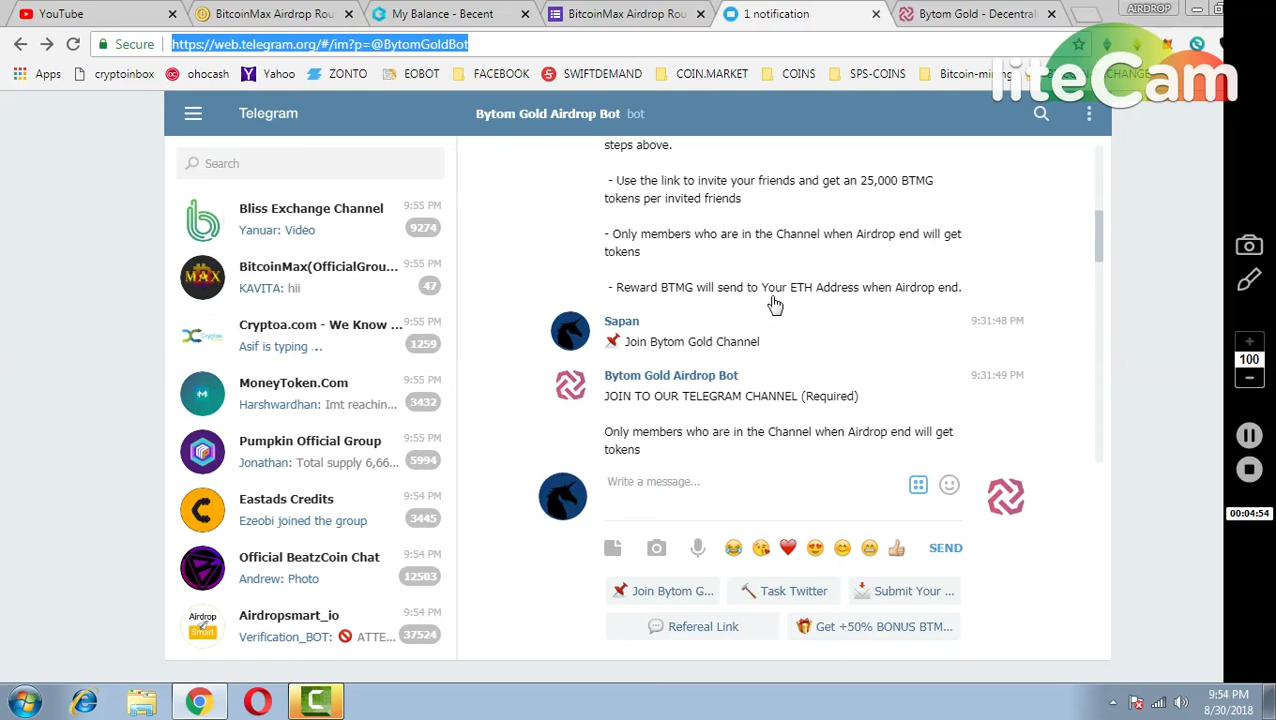 YouTube
BitcoinMax Airdrop Rou
My Balance - Becent
BitcoinMax Airdrop Rou
1 notification
Bytom gold - Decentral
AIRDROP
Secure
https://web.telegram.org/#/im?p=@BytomGoldBot
Apps
cryptoinbox
ohocash
Yahoo
ZONTO
EOBOT
FACEBOOK
SWIFTDEMAND
COIN.MARKET
COINS
SPS-COINS
Bitcoin-min
liteCam
Telegram
Bytom Gold Airdrop Bot bot
Search
Bliss Exchange Channel
9:55 PM
Yanuar: Video
9274
BitcoinMax(OfficialGrou...
9:55 PM
KAVITA: hii
47
Cryptoa.com - We Know ...
9:55 PM
Asif is typing ...
1259
MoneyToken.Com
9:55 PM
Harshwardhan: Imt reachin...
3432
Pumpkin Official Group
9:55 PM
Jonathan: Total supply 6,66...
5994
Eastads Credits
9:54 PM
Ezeobi joined the group
3445
Official BeatzCoin Chat
9:54 PM
Andrew: Photo
12503
Airdropsmart_io
9:54 PM
Verification_BOT: 🚫 ATTE...
37524
Airdrop
Smart
steps above.
- Use the link to invite your friends and get an 25,000 BTMG
tokens per invited friends
- Only members who are in the Channel when Airdrop end will get
tokens
- Reward BTMG will send to Your ETH Address when Airdrop end.
Sapan
9:31:48 PM
📌 Join Bytom Gold Channel
Bytom Gold Airdrop Bot
9:31:49 PM
JOIN TO OUR TELEGRAM CHANNEL (Required)
Only members who are in the Channel when Airdrop end will get
tokens
Write a message...
SEND
📌 Join Bytom G...
🔨 Task Twitter
📩 Submit Your ...
💬 Refereal Link
🎁 Get +50% BONUS BTM...
100
00:04:54
9:54 PM
8/30/2018